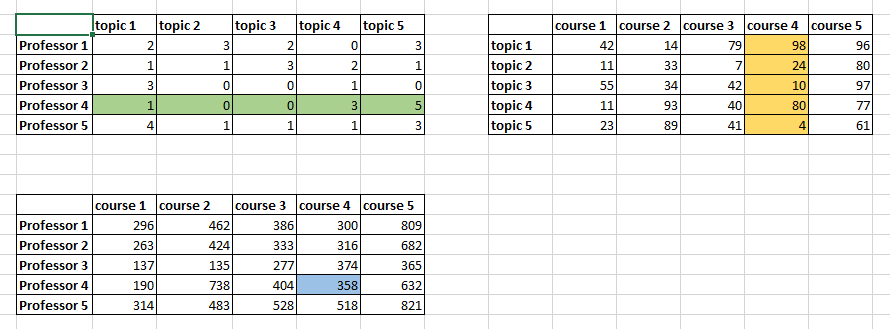 topic 1 topic 2 topic 3 topic 4 topic 5 course 1 course 2 course 3 course 4 course 5
Professor 1 2 3 2 0 3 topic 1 42 14 79 98 96
Professor 2 1 1 3 2 1 topic 2 11 33 7 24 80
Professor 3 3 0 0 1 0 topic 3 55 34 42 10 97
Professor 4 1 0 0 3 5 topic 4 11 93 40 80 77
Professor 5 4 1 1 1 3 topic 5 23 89 41 4 61
course 1 course 2 course 3 course 4 course 5
Professor 1 296 462 386 300 809
Professor 2 263 424 333 316 682
Professor 3 137 135 277 374 365
Professor 4 190 738 404 358 632
Professor 5 314 483 528 518 821